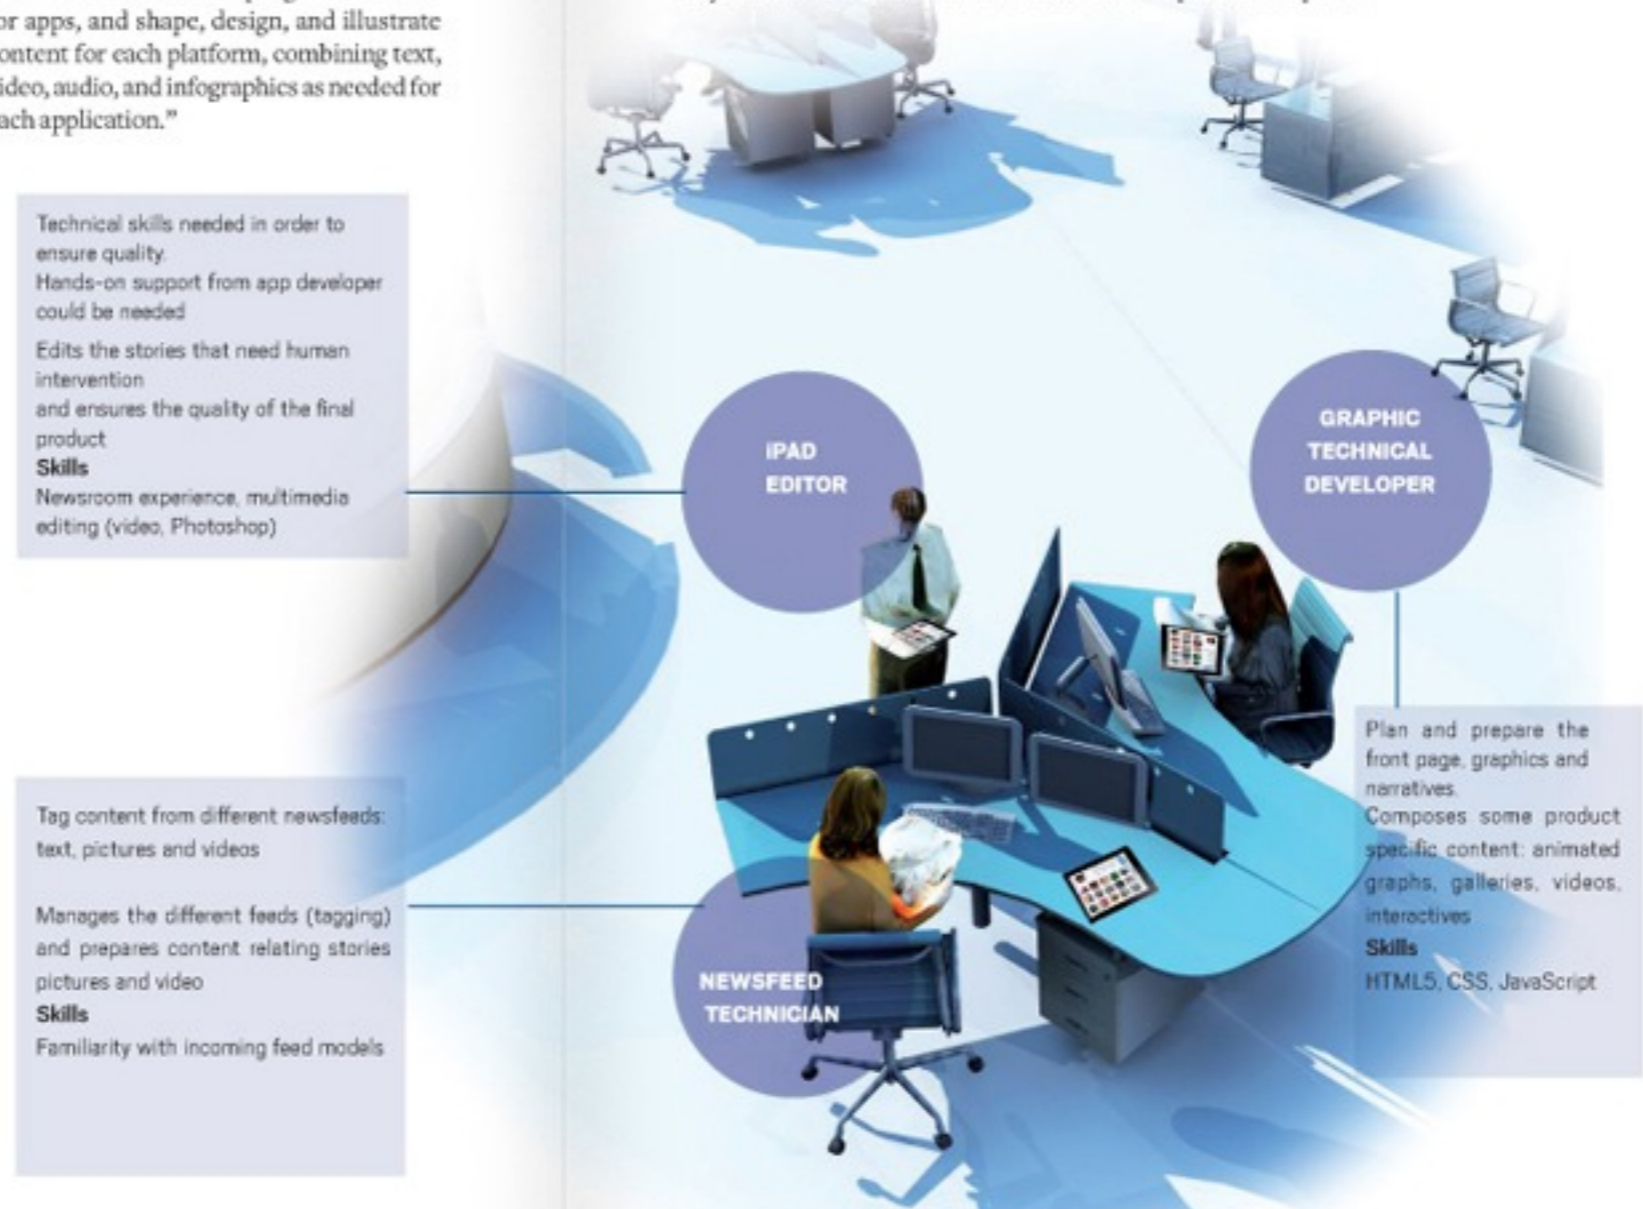 or apps, and shape, design, and illustrate
ontent for each platform, combining text,
ideo, audio, and infographics as needed for
ach application.”
Technical skills needed in order to
ensure quality.
Hands-on support from app developer
could be needed
Edits the stories that need human
intervention
and ensures the quality of the final
product
Skills
Newsroom experience, multimedia
editing (video, Photoshop)
iPAD
EDITOR
GRAPHIC
TECHNICAL
DEVELOPER
Plan and prepare the
front page, graphics and
narratives.
Composes some product
specific content: animated
graphs, galleries, videos,
interactives
Skills
HTML5, CSS, JavaScript
Tag content from different newsfeeds:
text, pictures and videos
Manages the different feeds (tagging)
and prepares content relating stories
pictures and video
Skills
Familiarity with incoming feed models
NEWSFEED
TECHNICIAN